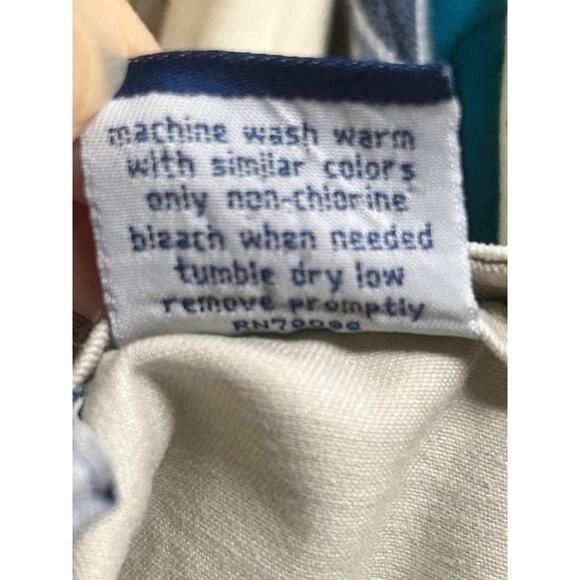 machine wash warm
with similar colors
only non-chlorine
bleach when needed
tumble dry low
remove promptly